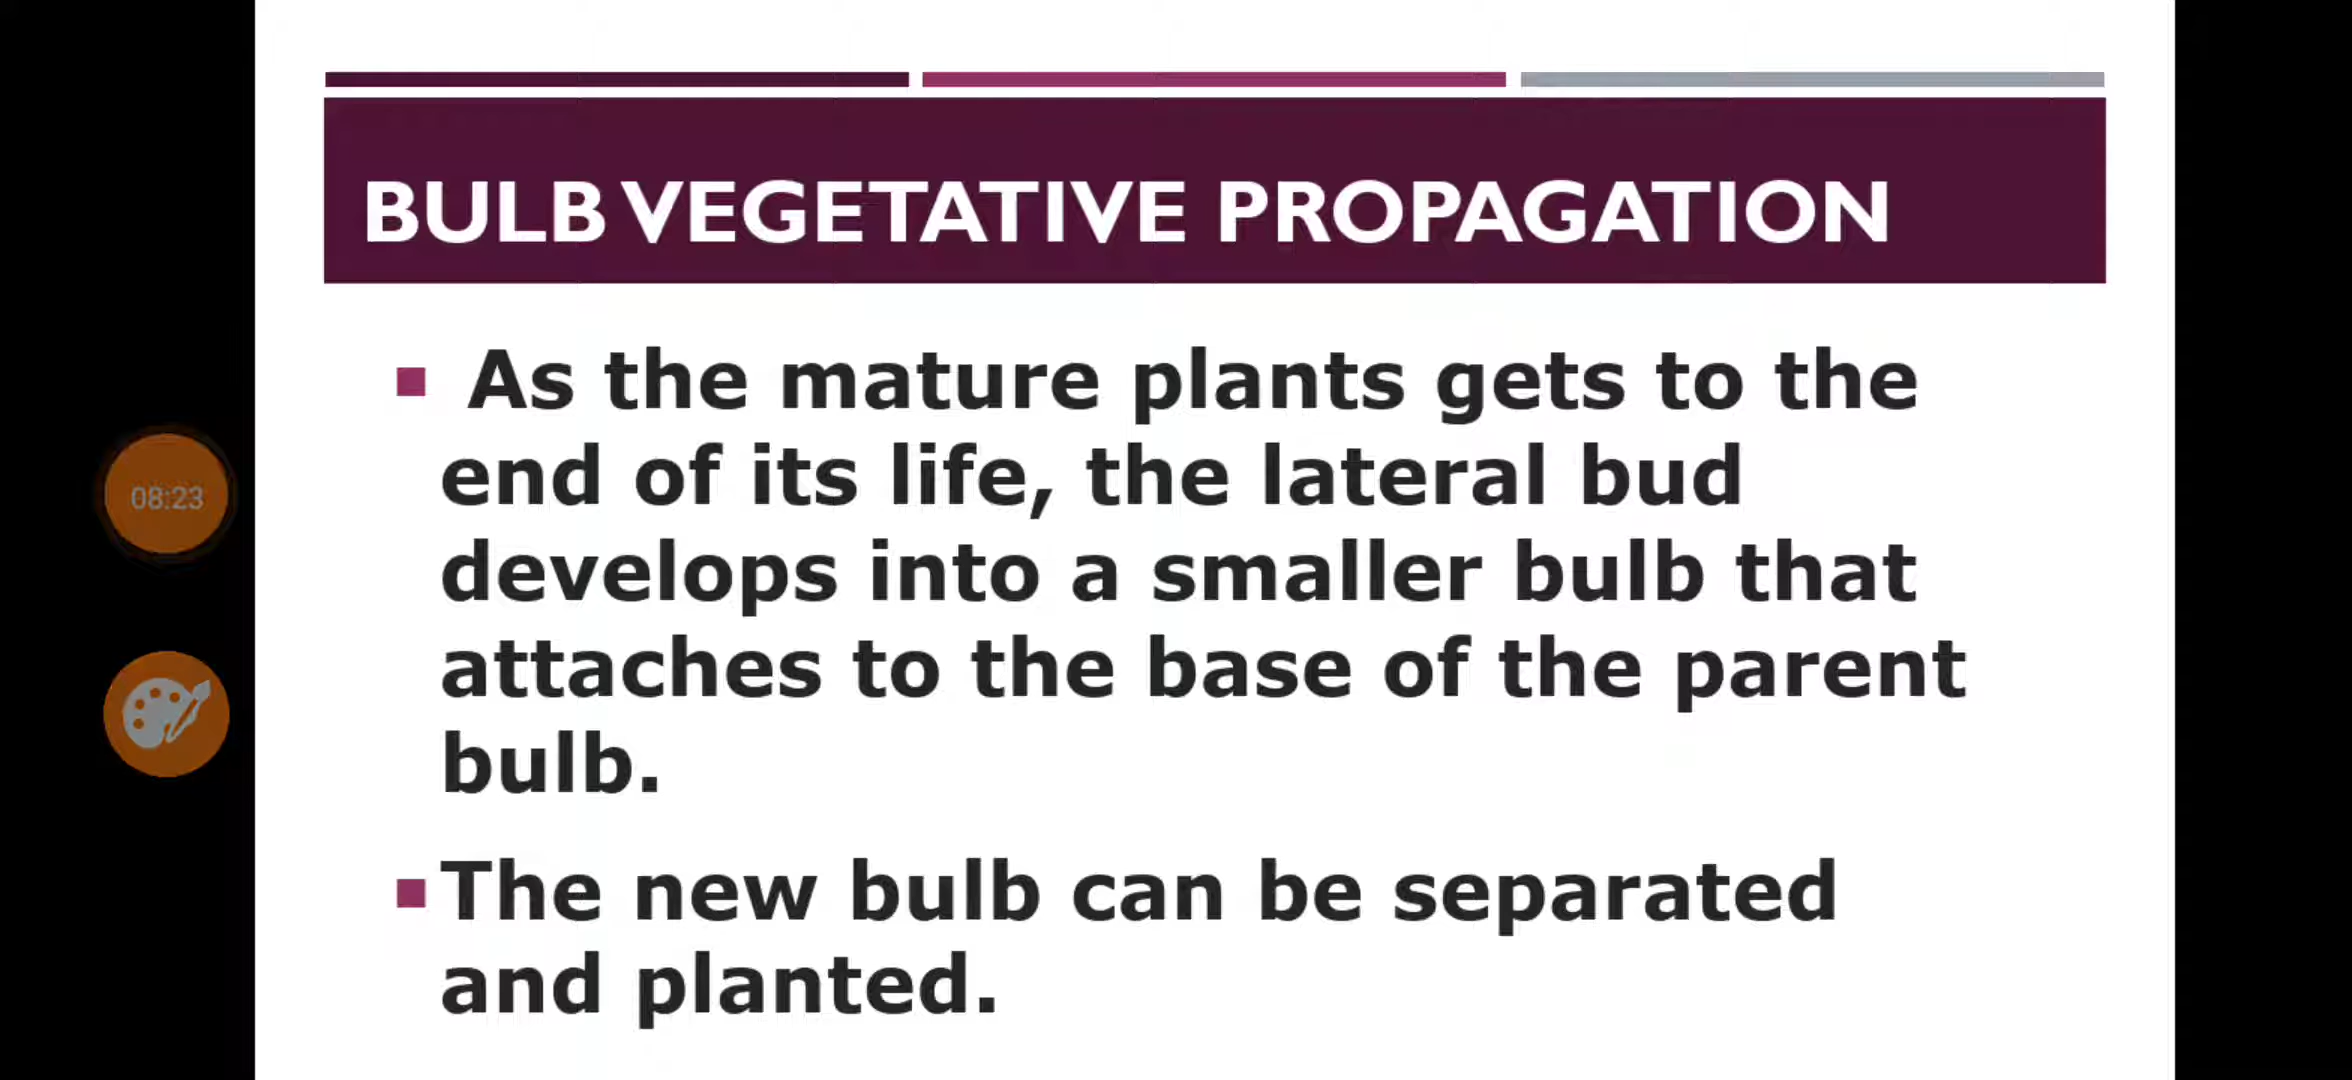 BULB VEGETATIVE PROPAGATION
As the mature plants gets to the
end of its life, the lateral bud
develops into a smaller bulb that
attaches to the base of the parent
bulb.
The new bulb can be separated
and planted.
08:23